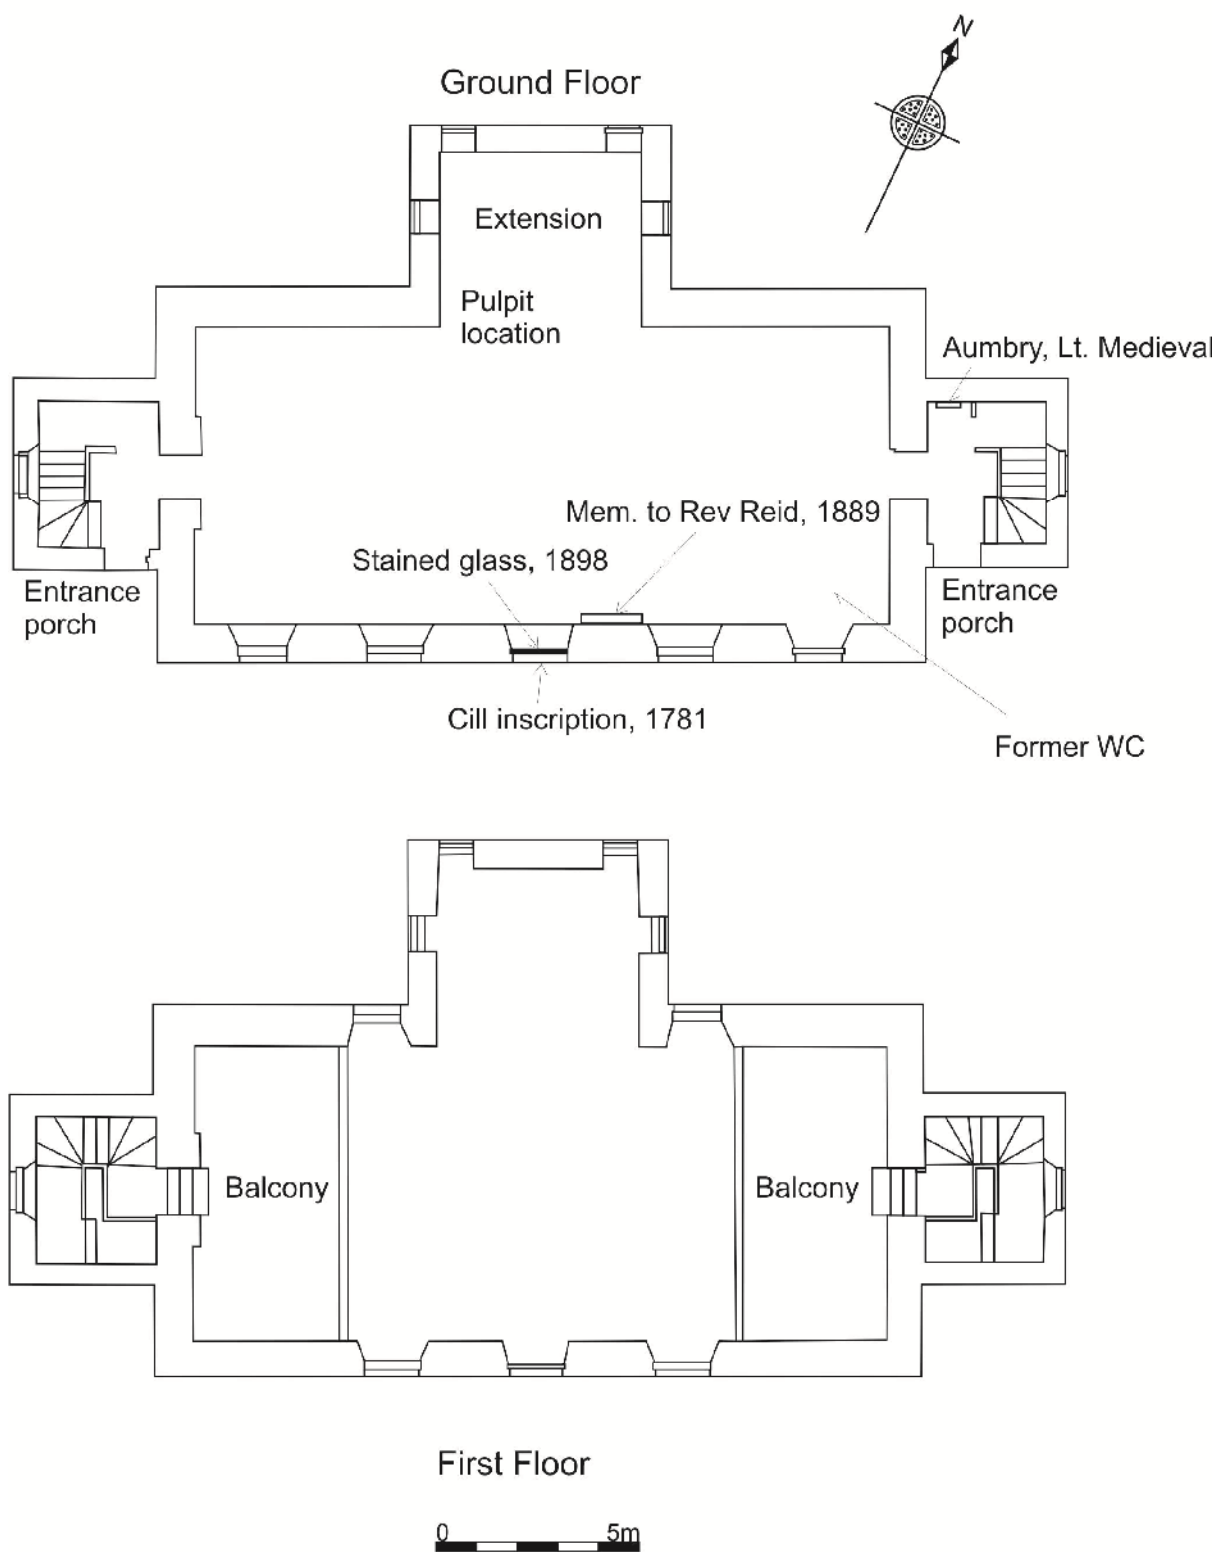 N
Ground Floor
Extension
Pulpit
location
Aumbry, Lt. Medieval
Mem. to Rev Reid, 1889
Stained glass, 1898
Entrance
porch
Entrance
porch
Cill inscription, 1781
Former WC
Balcony
Balcony
First Floor
0 5m